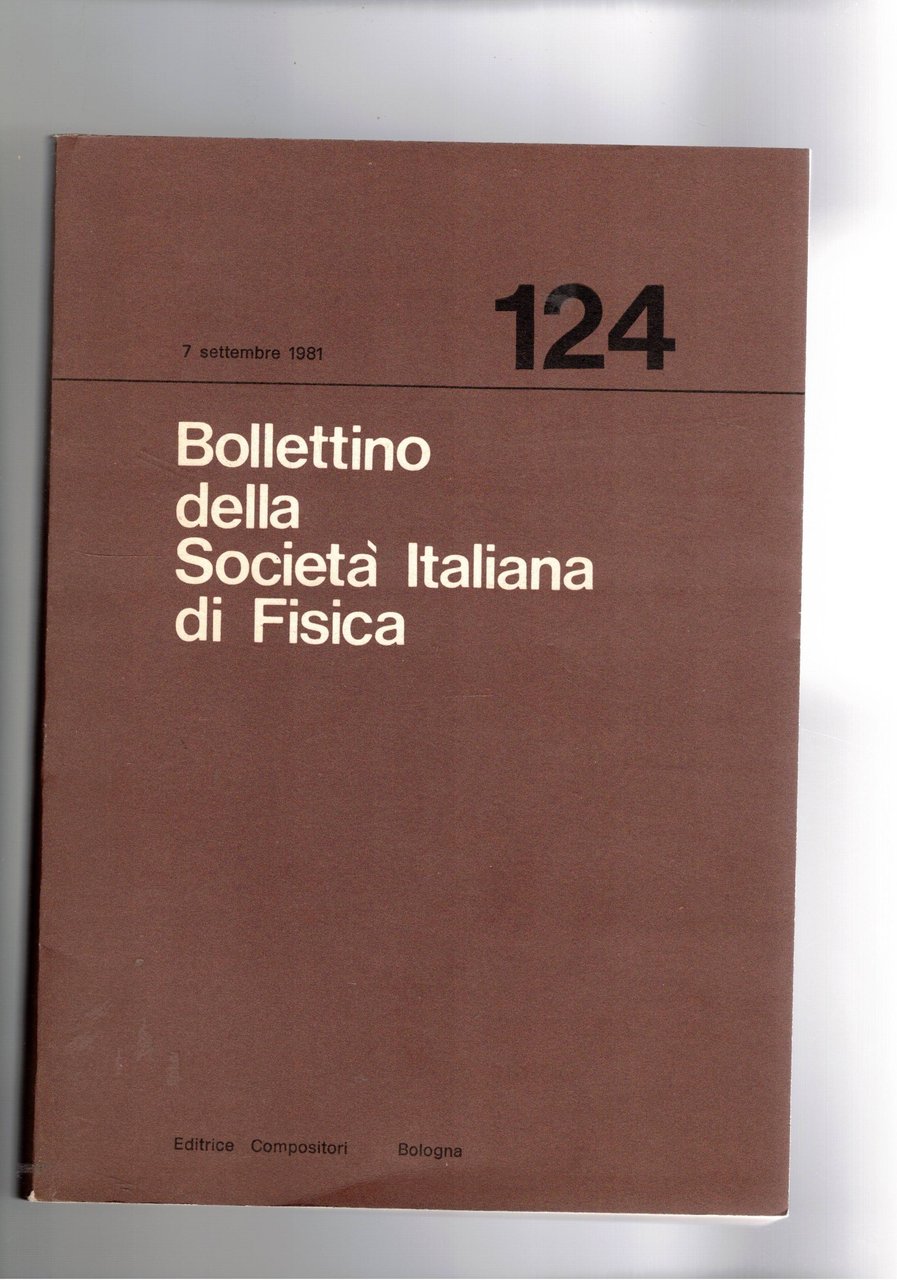 7 settembre 1981
124
Bollettino
della
Società Italiana
di Fisica
Editrice Compositori Bologna